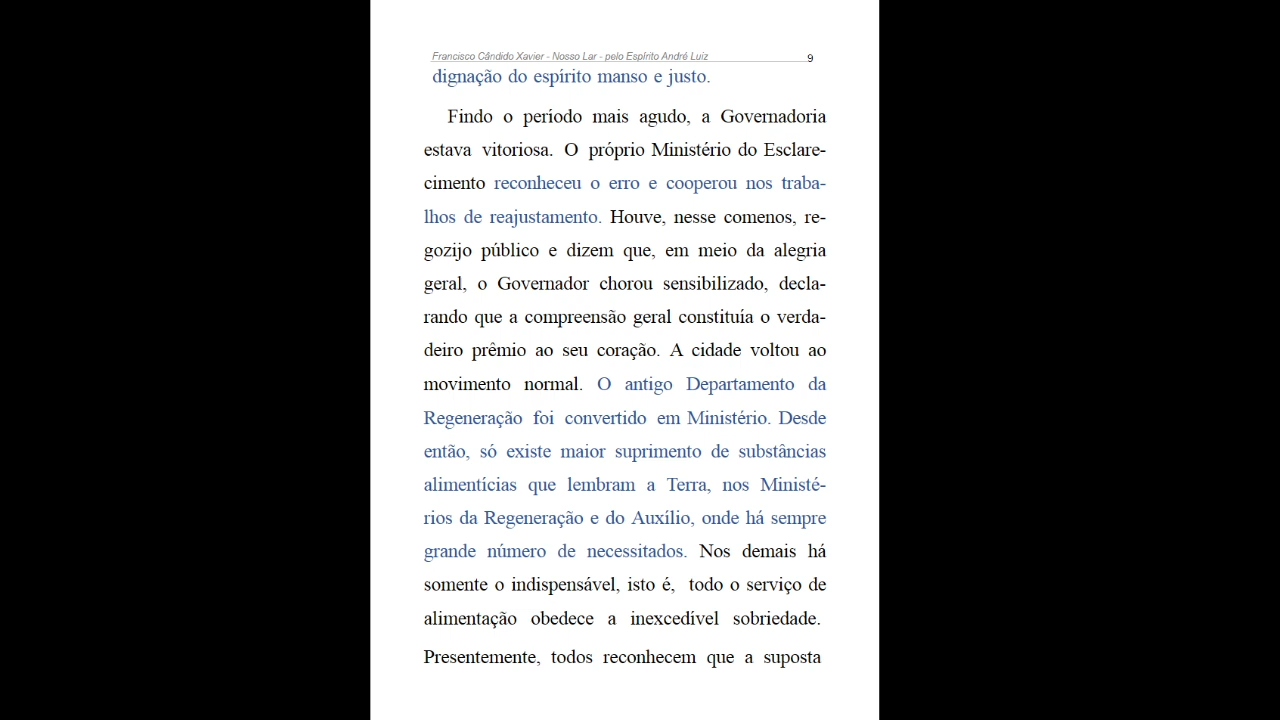 Francisco Cândido Xavier - Nosso Lar - pelo Espírito André Luiz 9
dignação do espírito manso e justo.
Findo o período mais agudo, a Governadoria
estava vitoriosa. O próprio Ministério do Esclare-
cimento reconheceu o erro e cooperou nos traba-
lhos de reajustamento. Houve, nesse comenos, re-
gozijo público e dizem que, em meio da alegria
geral, o Governador chorou sensibilizado, decla-
rando que a compreensão geral constituía o verda-
deiro prêmio ao seu coração. A cidade voltou ao
movimento normal. O antigo Departamento da
Regeneração foi convertido em Ministério. Desde
então, só existe maior suprimento de substâncias
alimentícias que lembram a Terra, nos Ministé-
rios da Regeneração e do Auxílio, onde há sempre
grande número de necessitados. Nos demais há
somente o indispensável, isto é, todo o serviço de
alimentação obedece a inexcedível sobriedade.
Presentemente, todos reconhecem que a suposta